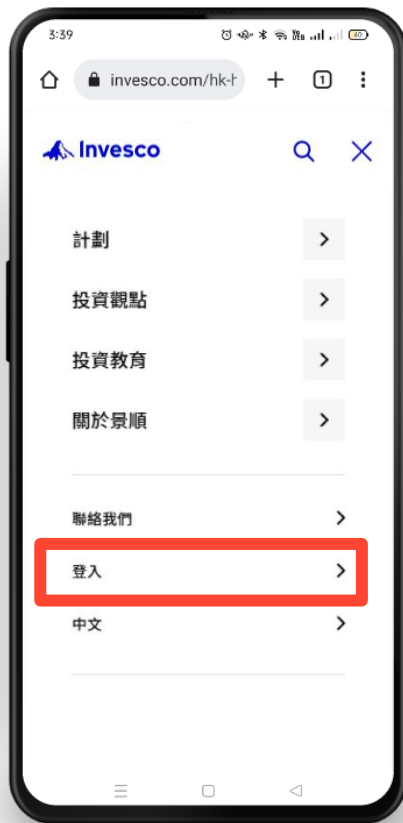 3:39
40
invesco.com/hk-h
1
Invesco
計劃
投資觀點
投資教育
關於景順
聯絡我們
登入
中文